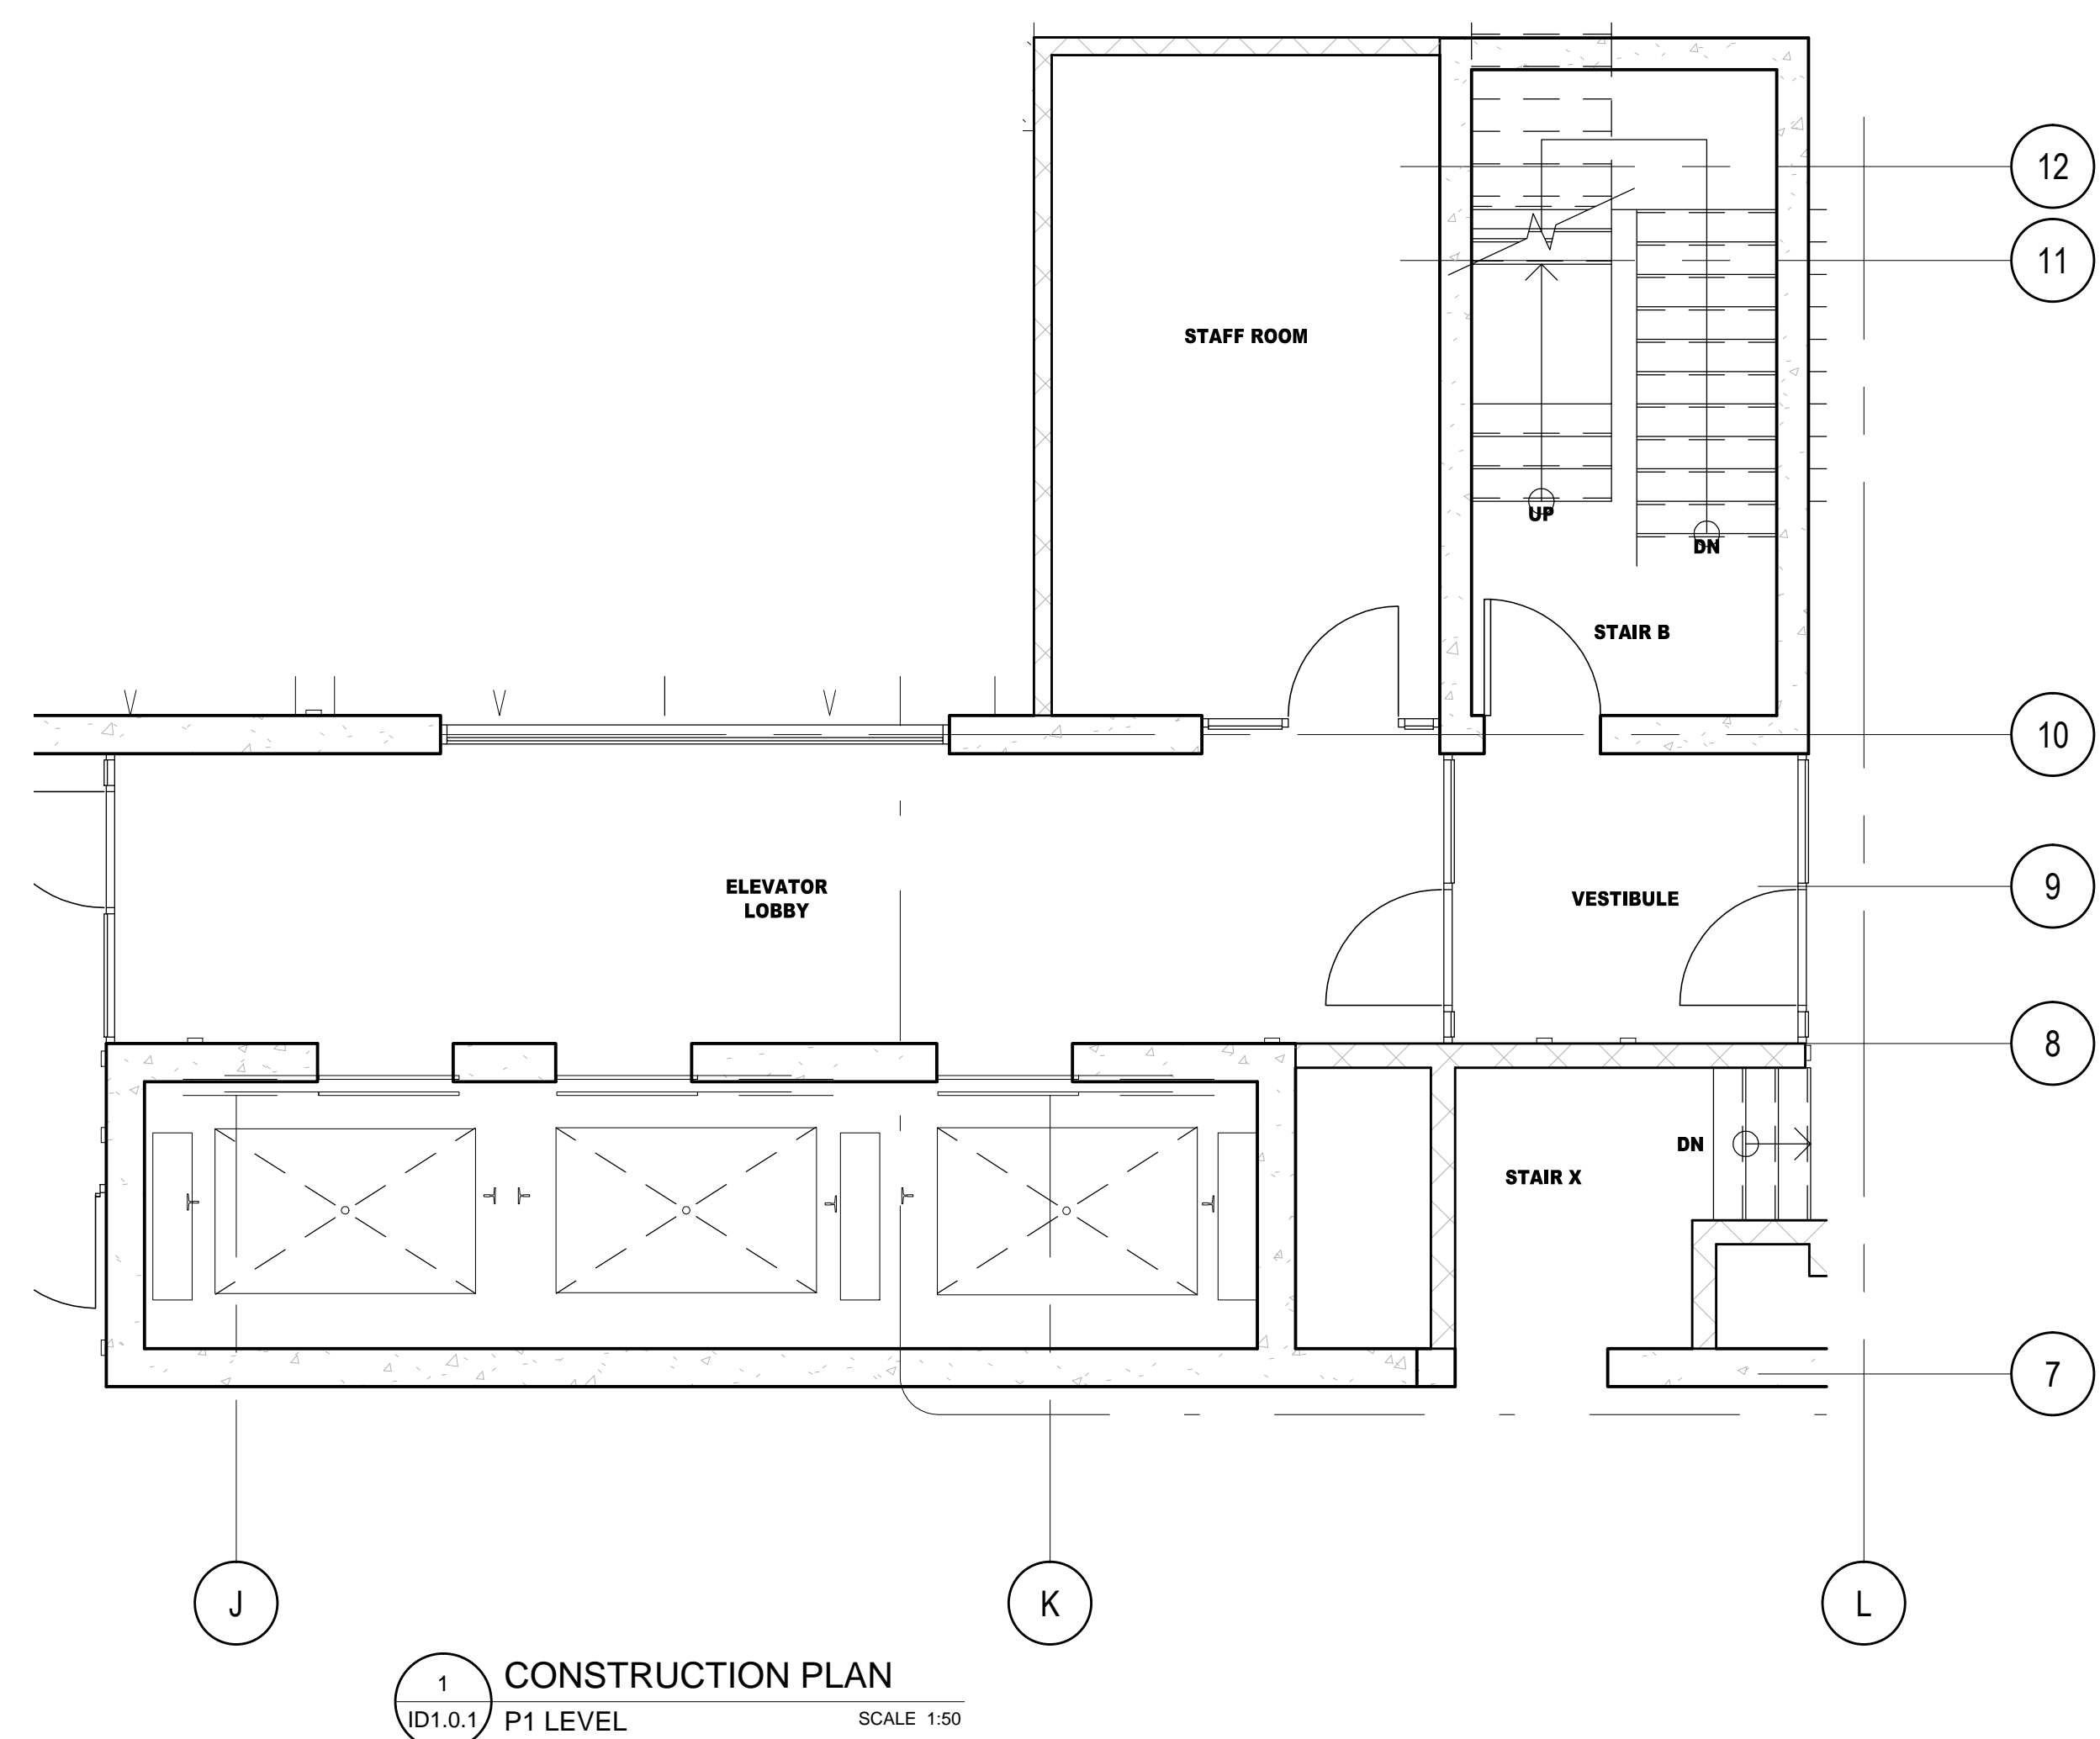 12
11
STAFF ROOM
UP
DN
STAIR B
10
ELEVATOR
LOBBY
VESTIBULE
9
8
DN
STAIR X
7
J
K
L
1
CONSTRUCTION PLAN
ID1.0.1
P1 LEVEL
SCALE 1:50